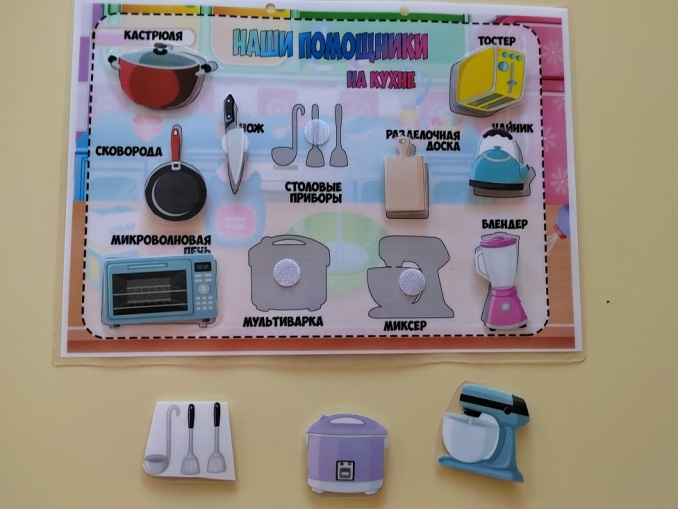 НАШИ ПОМОЩНИКИ
НА КУХНЕ
КАСТРЮЛЯ
ТОСТЕР
СКОВОРОДА
НОЖ
СТОЛОВЫЕ
ПРИБОРЫ
РАЗДЕЛОЧНАЯ
ДОСКА
ЧАЙНИК
МИКРОВОЛНОВАЯ
ПЕЧЬ
МУЛЬТИВАРКА
МИКСЕР
БЛЕНДЕР